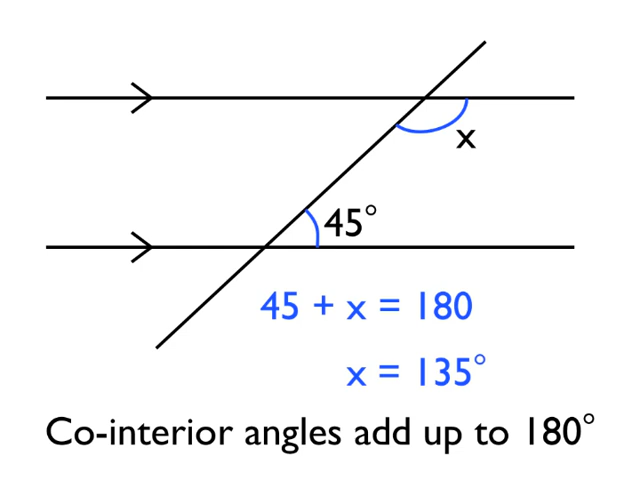 x
45°
45 + x = 180
x = 135°
Co-interior angles add up to 180°